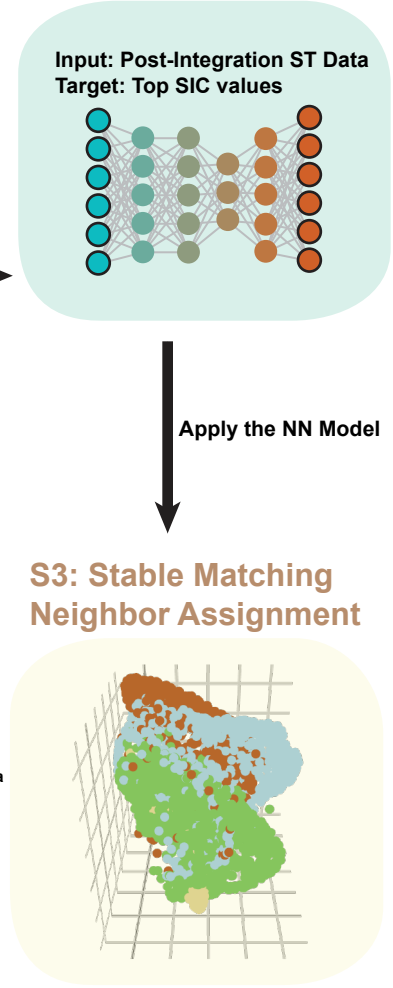 Input: Post-Integration ST Data
Target: Top SIC values
Apply the NN Model
S3: Stable Matching
Neighbor Assignment
a